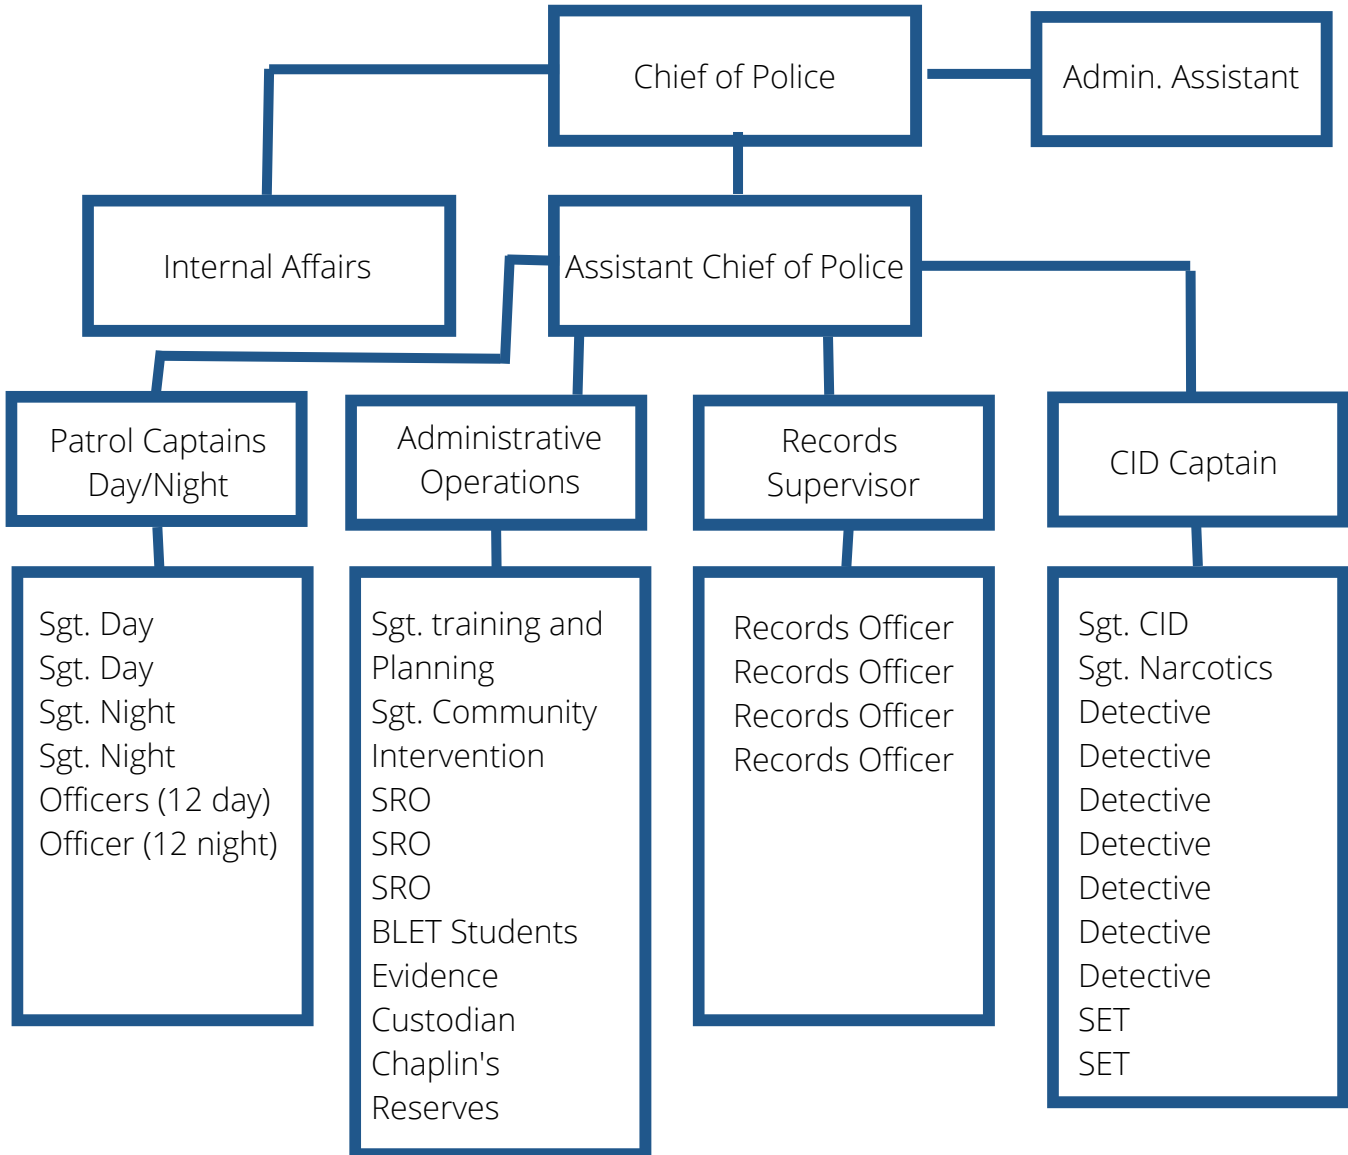 Chief of Police
Admin. Assistant
Internal Affairs
Assistant Chief of Police
Patrol Captains
Day/Night
Administrative
Operations
Records
Supervisor
CID Captain
Sgt. Day
Sgt. Day
Sgt. Night
Sgt. Night
Officers (12 day)
Officer (12 night)
Sgt. training and
Planning
Sgt. Community
Intervention
SRO
SRO
SRO
BLET Students
Evidence
Custodian
Chaplin's
Reserves
Records Officer
Records Officer
Records Officer
Records Officer
Sgt. CID
Sgt. Narcotics
Detective
Detective
Detective
Detective
Detective
Detective
Detective
SET
SET